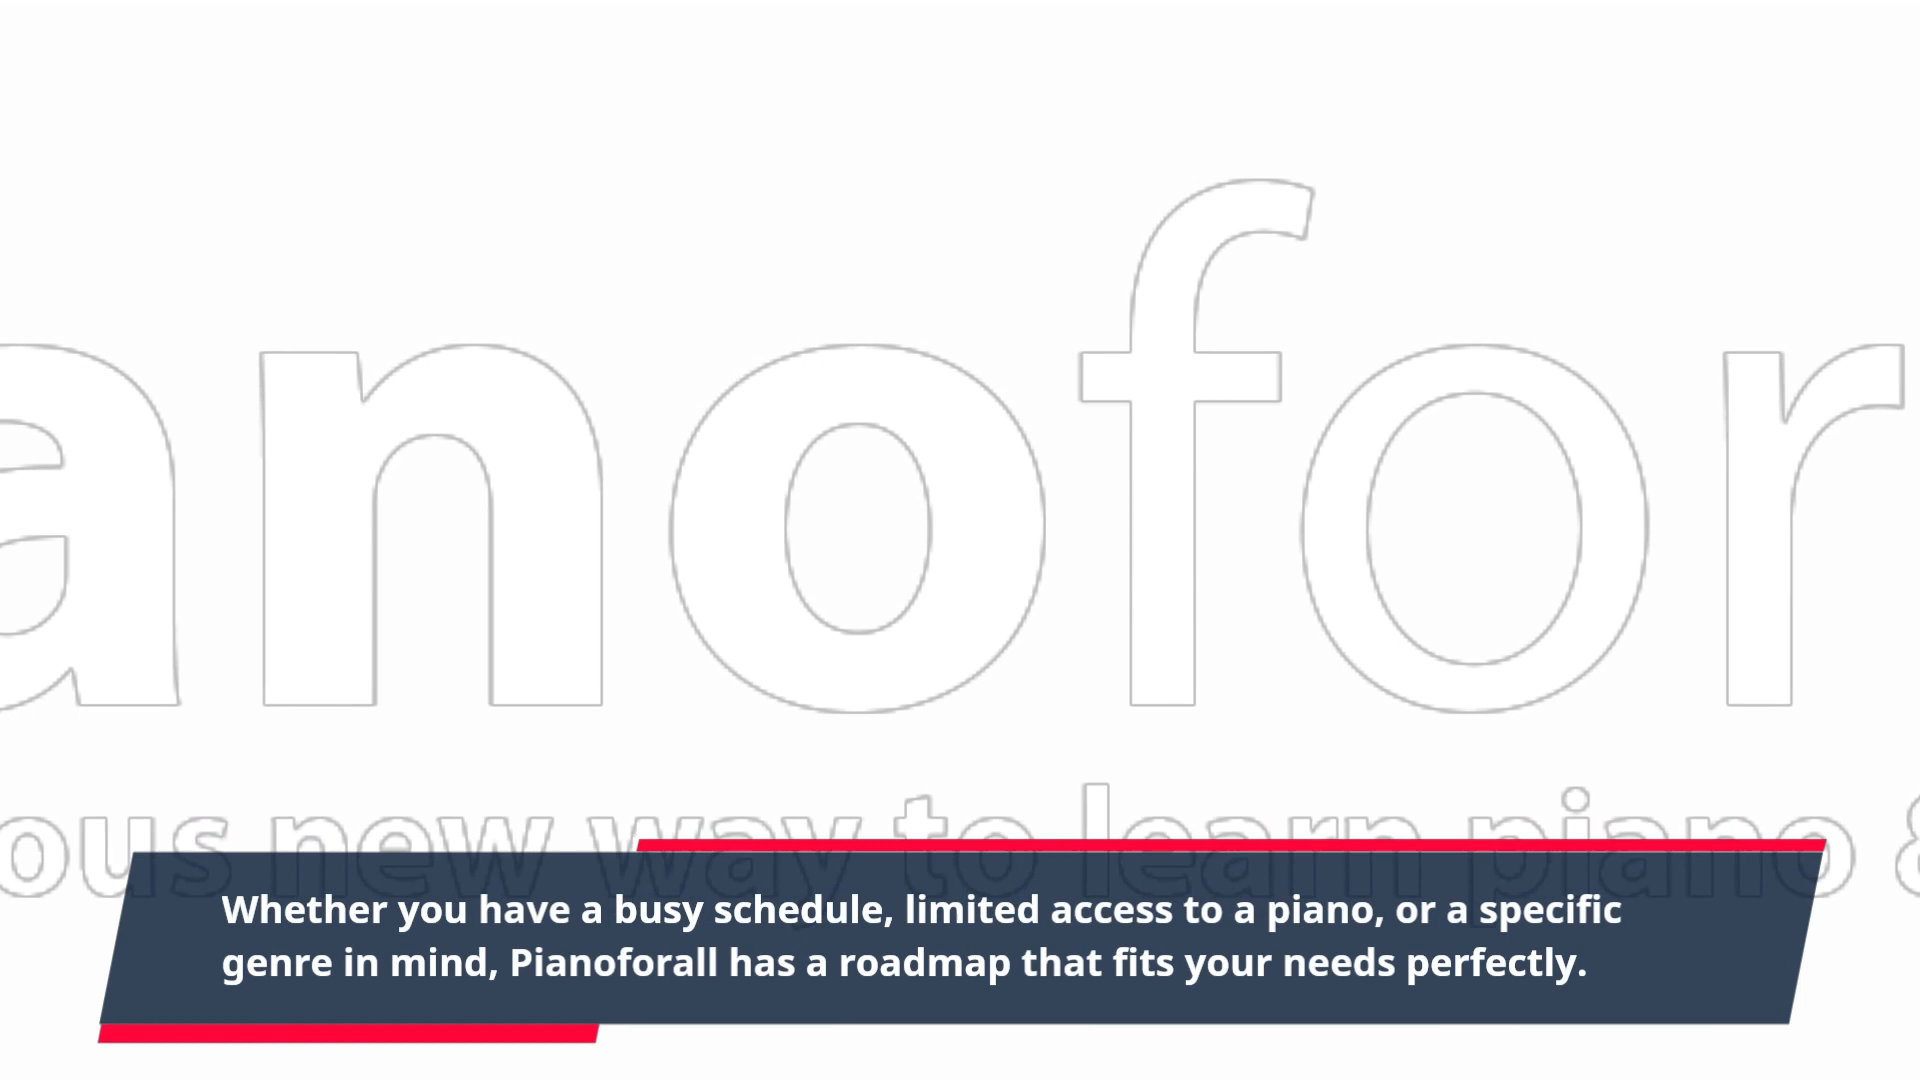 anofor
ous new way to learn piano &
Whether you have a busy schedule, limited access to a piano, or a specific
genre in mind, Pianoforall has a roadmap that fits your needs perfectly.